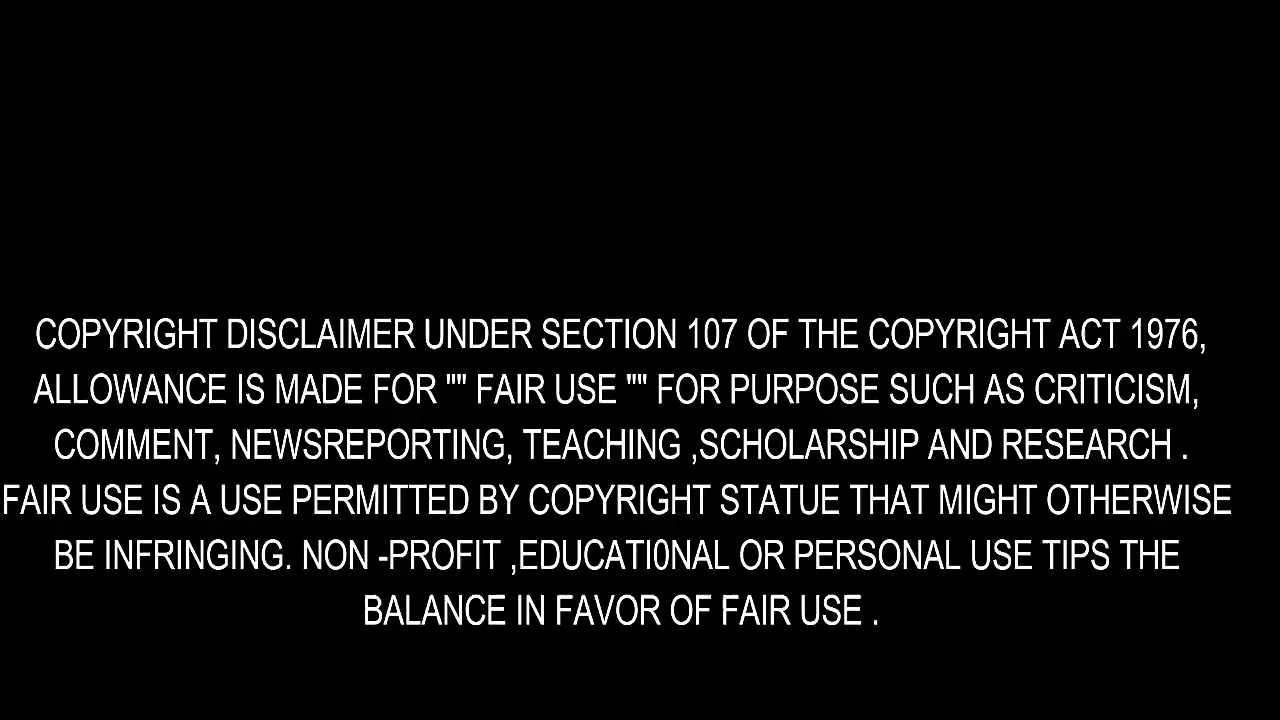 COPYRIGHT DISCLAIMER UNDER SECTION 107 OF THE COPYRIGHT ACT 1976,
ALLOWANCE IS MADE FOR "" FAIR USE "" FOR PURPOSE SUCH AS CRITICISM,
COMMENT, NEWSREPORTING, TEACHING ,SCHOLARSHIP AND RESEARCH .
FAIR USE IS A USE PERMITTED BY COPYRIGHT STATUE THAT MIGHT OTHERWISE
BE INFRINGING. NON -PROFIT ,EDUCATI0NAL OR PERSONAL USE TIPS THE
BALANCE IN FAVOR OF FAIR USE .